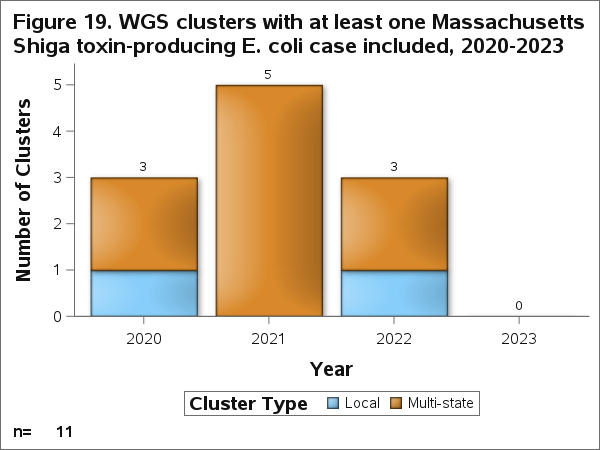 Figure 19. WGS clusters with at least one Massachusetts
Shiga toxin-producing E. coli case included, 2020-2023
Number of Clusters
5
4
3
2
1
0
3
5
3
0
2020
2021
2022
2023
Year
Cluster Type Local Multi-state
n= 11